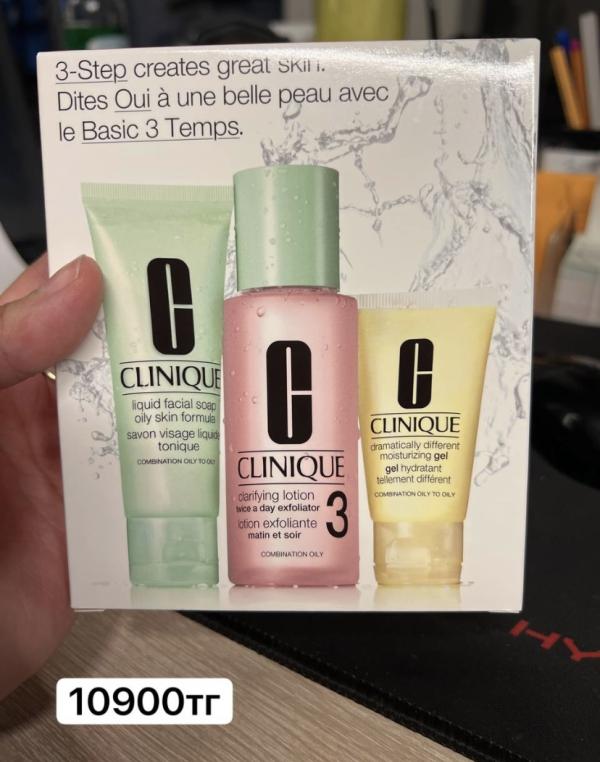 3-Step creates great skin.
Dites Oui à une belle peau avec
le Basic 3 Temps.
CLINIQUE
liquid facial soap
oily skin formula
savon visage liquide
tonique
COMBINATION OILY TO OILY
CLINIQUE
clarifying lotion
twice a day exfoliator
lotion exfoliante
matin et soir
3
COMBINATION OILY
CLINIQUE
dramatically different
moisturizing gel
gel hydratant
tellement différent
COMBINATION OILY TO OILY
HY
10900тг